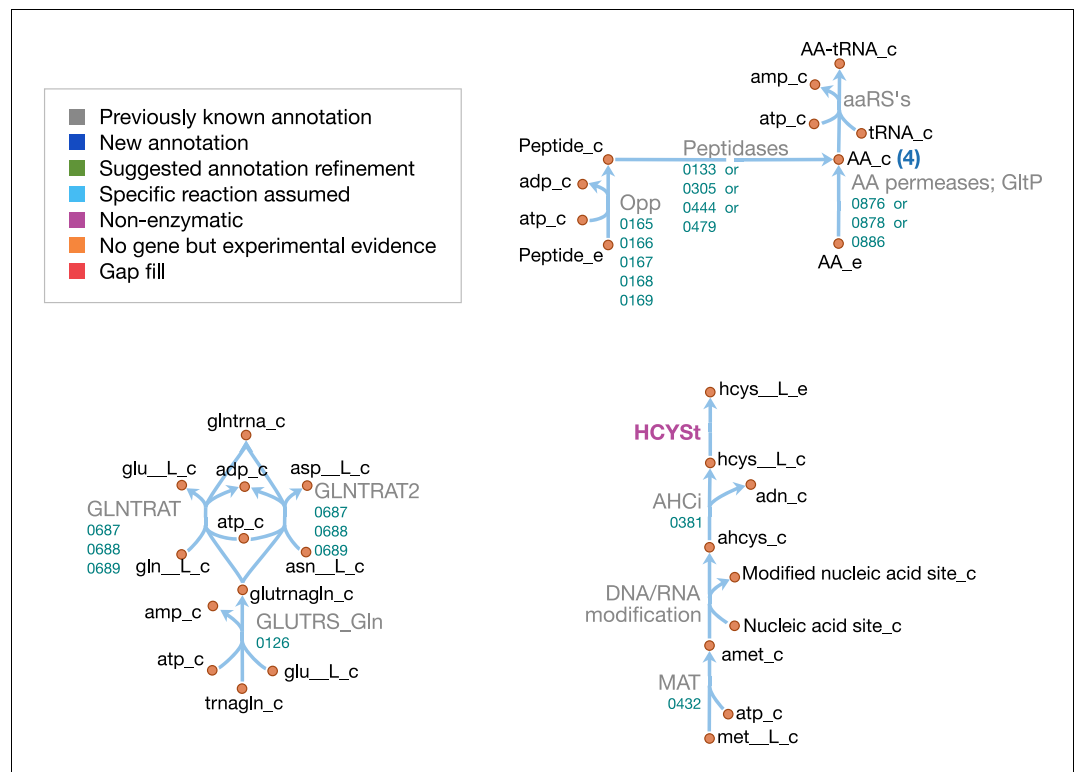 Previously known annotation
New annotation
Suggested annotation refinement
Specific reaction assumed
Non-enzymatic
No gene but experimental evidence
Gap fill
AA-tRNA_c
amp_c
aaRS's
atp_c
tRNA_c
Peptide_c
Peptidases
AA_c (4)
0133 or
0305 or
0444 or
0479
adp_c
atp_c
Peptide_e
Opp
0165
0166
0167
0168
0169
AA permeases; GltP
0876 or
0878 or
0886
AA_e
glntrna_c
glu__L_c
adp_c
asp__L_c
GLNTRAT
0687
0688
0689
GLNTRAT2
0687
0688
0689
atp_c
gln__L_c
asn__L_c
glutrnagln_c
amp_c
GLUTRS_Gln
0126
atp_c
glu__L_c
trnagln_c
hcys__L_e
HCYSt
hcys__L_c
AHCi
0381
adn_c
ahcys_c
Modified nucleic acid site_c
DNA/RNA
modification
Nucleic acid site_c
amet_c
MAT
0432
atp_c
met__L_c